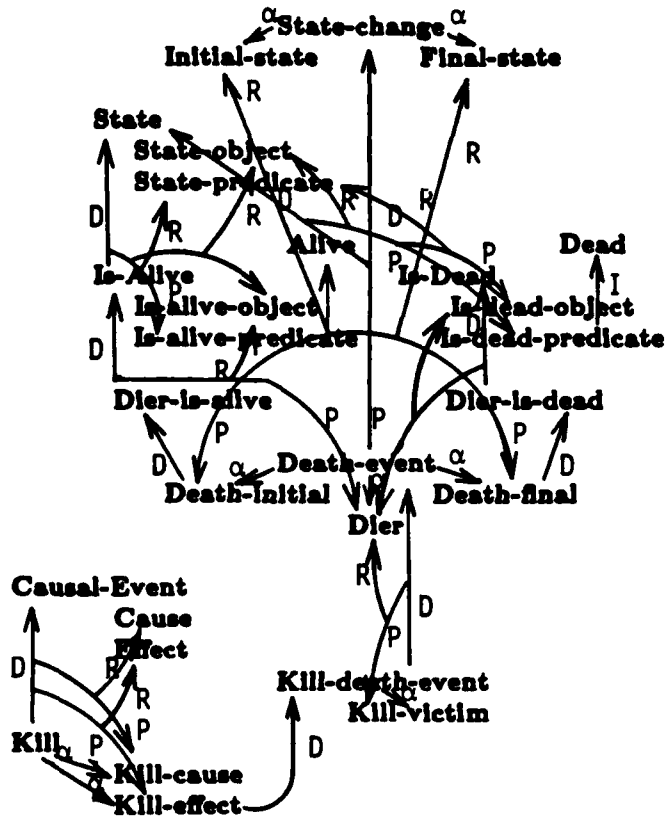 α State-change α
Initial-state Final-state
R
State
State-object R
State-predicate
D D R D R
R R
Alive Dead
P P
Is-Alive Is-Dead
P I
Is-alive-object Is-dead-object
D
Is-alive-predicate Is-dead-predicate
D
R
Dier-is-alive Dier-is-dead
P P P P
α Death-event α
D D
Death-initial Death-final
Dier
R
Causal-Event D
Cause
P
Effect
D R
Kill-death-event
R α
Kill-victim
P
Kill α P
D
Kill-cause
α
Kill-effect